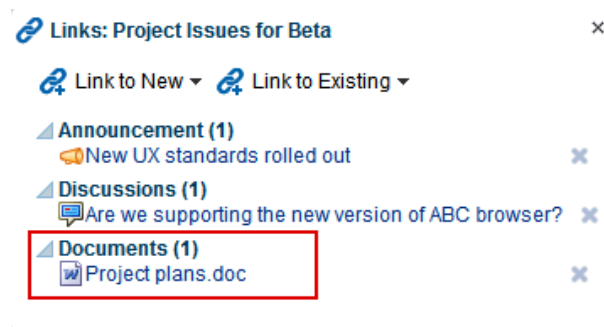 Links: Project Issues for Beta
Link to New Link to Existing
Announcement (1)
New UX standards rolled out
Discussions (1)
Are we supporting the new version of ABC browser?
Documents (1)
Project plans.doc